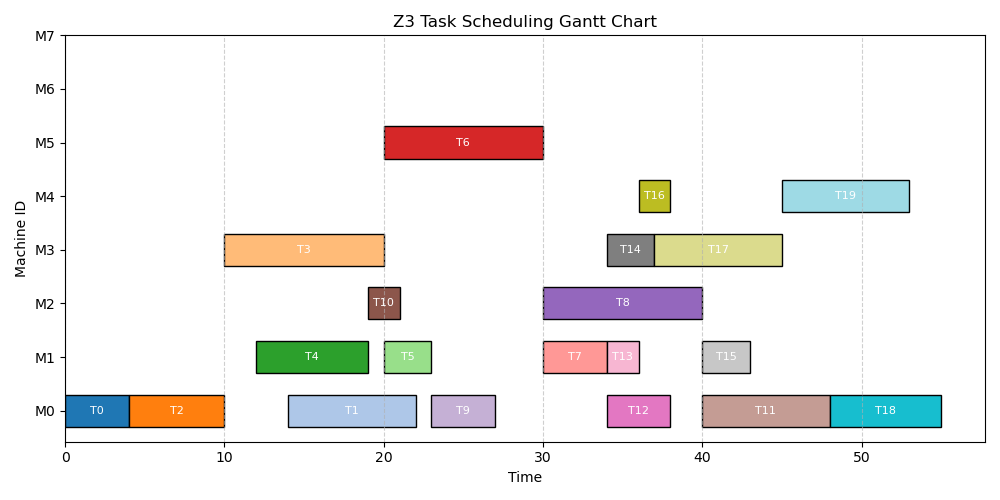 Z3 Task Scheduling Gantt Chart
Machine ID
M7
M6
M5
T6
M4
T16
T19
M3
T3
T14
T17
M2
T10
T8
M1
T4
T5
T7
T13
T15
M0
T0
T2
T1
T9
T12
T11
T18
0
10
20
30
40
50
Time